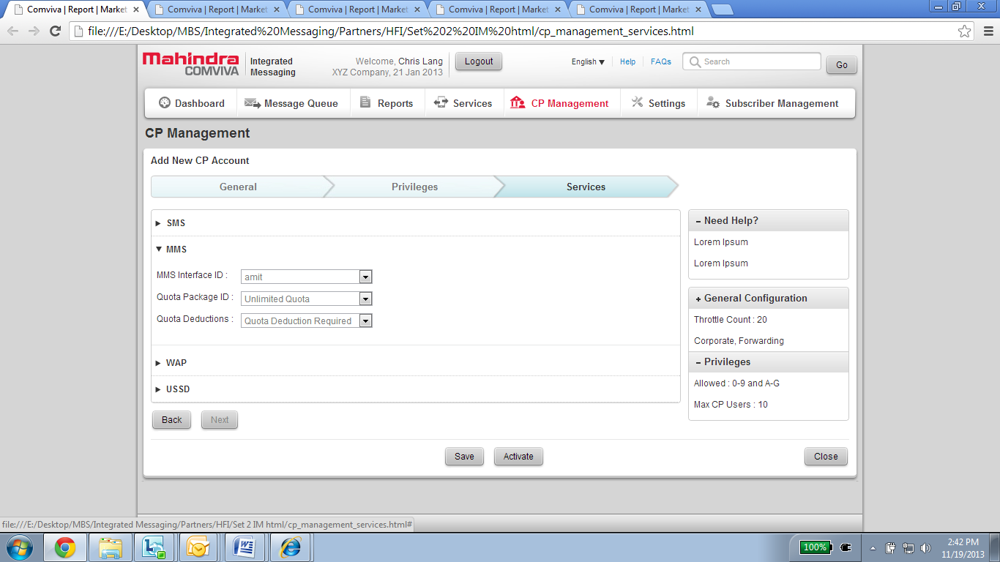 Comviva | Report | Market Comviva | Report | Market Comviva | Report | Market Comviva | Report | Market Comviva | Report | Market
file:///E:/Desktop/MBS/Integrated%20Messaging/Partners/HFI/Set%202%20IM%20html/cp_management_services.html
Mahindra COMVIVA
Integrated Messaging
Welcome, Chris Lang
XYZ Company, 21 Jan 2013
Logout
English Help FAQs Search Go
Dashboard Message Queue Reports Services CP Management Settings Subscriber Management
CP Management
Add New CP Account
General Privileges Services
SMS
MMS
MMS Interface ID : amit
Quota Package ID : Unlimited Quota
Quota Deductions : Quota Deduction Required
WAP
USSD
Back Next
– Need Help?
Lorem Ipsum
Lorem Ipsum
+ General Configuration
Throttle Count : 20
Corporate, Forwarding
– Privileges
Allowed : 0-9 and A-G
Max CP Users : 10
Save Activate Close
file:///E:/Desktop/MBS/Integrated Messaging/Partners/HFI/Set 2 IM html/cp_management_services.html#
100%
2:42 PM
11/19/2013